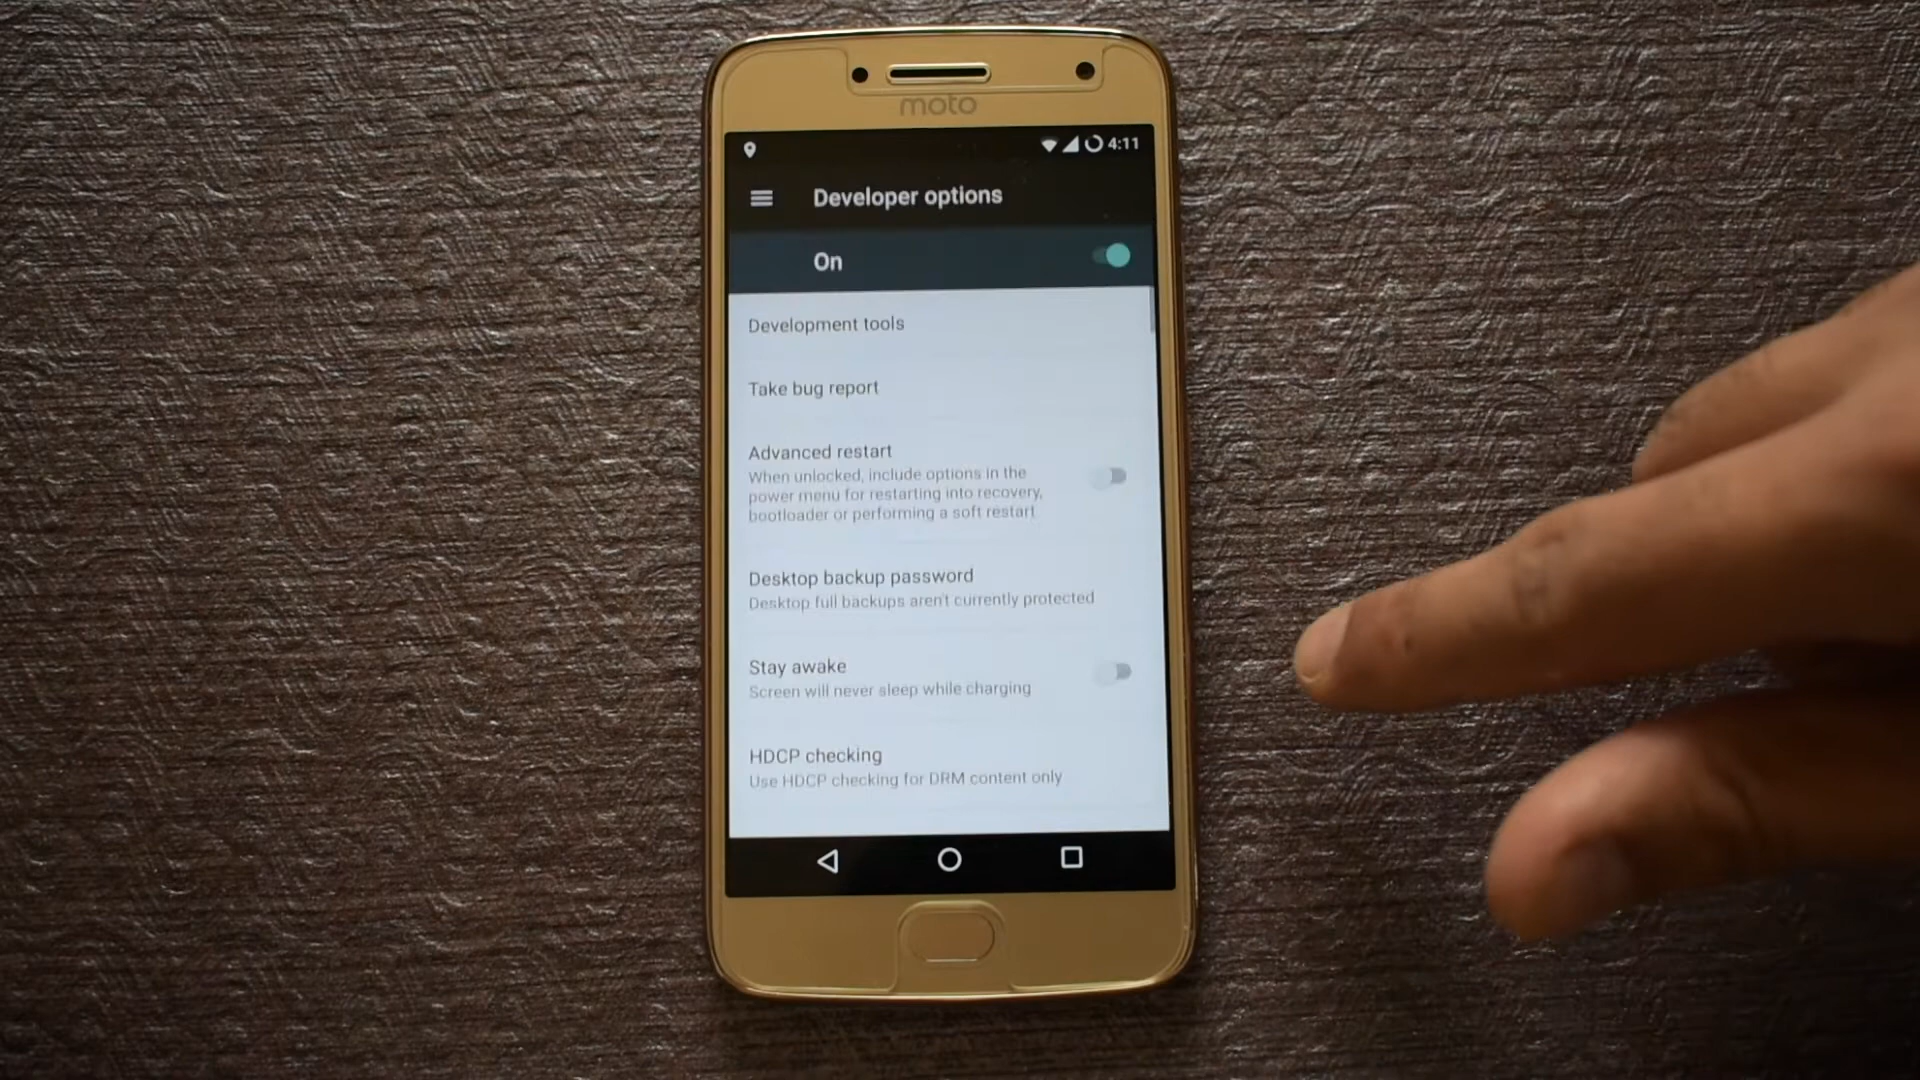 moto
4:11
Developer options
On
Development tools
Take bug report
Advanced restart
When unlocked, include options in the
power menu for restarting into recovery,
bootloader or performing a soft restart
Desktop backup password
Desktop full backups aren't currently protected
Stay awake
Screen will never sleep while charging
HDCP checking
Use HDCP checking for DRM content only